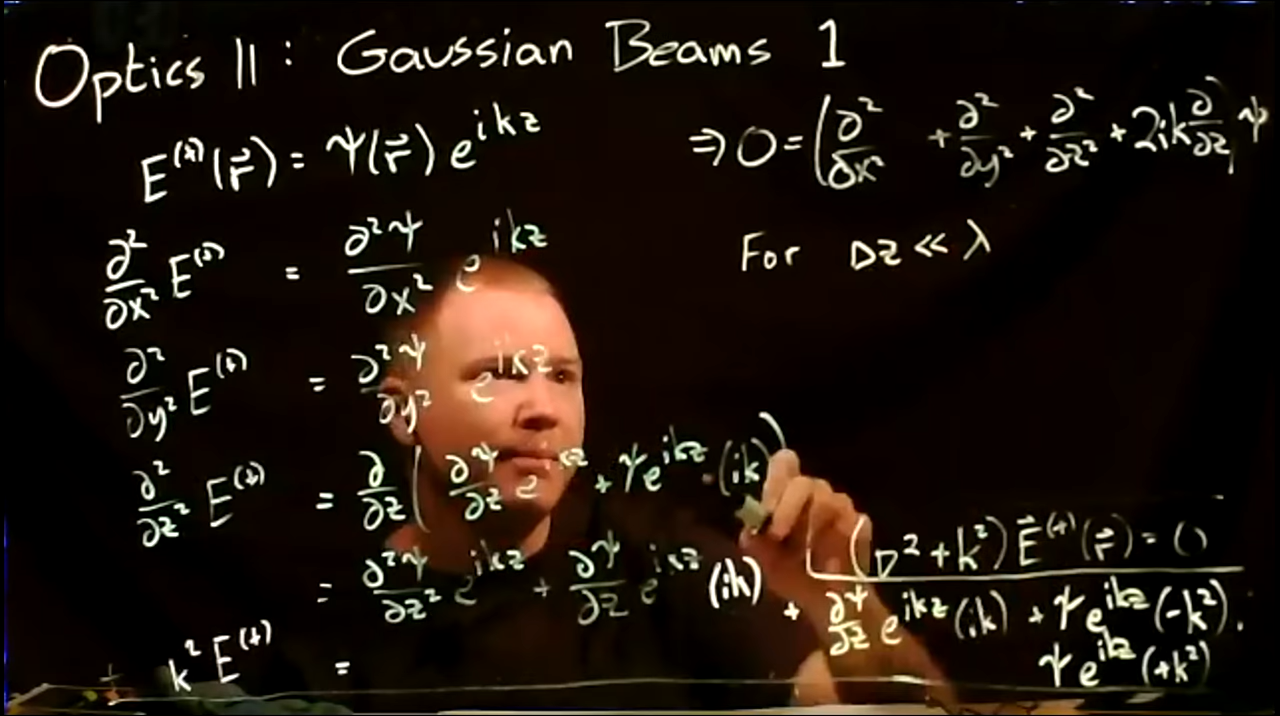 Optics II : Gaussian Beams 1
E⁽⁺⁾(r⃗) = ψ(r⃗) e^{ikz}
∂²/∂x² E⁽⁺⁾ = ∂²ψ/∂x² e^{ikz}
∂²/∂y² E⁽⁺⁾ = ∂²ψ/∂y² e^{ikz}
∂²/∂z² E⁽⁺⁾ = ∂/∂z ( ∂ψ/∂z e^{ikz} + ψ e^{ikz} · (ik) )
= ∂²ψ/∂z² e^{ikz} + ∂ψ/∂z e^{ikz} (ik) + ∂ψ/∂z e^{ikz} (ik) + ψ e^{ikz} (-k²).
+ k² E⁽⁺⁾ = ψ e^{ikz} (+k²)
⇒ 0 = ( ∂²/∂x² + ∂²/∂y² + ∂²/∂z² + 2ik ∂/∂z ) ψ
For Δz << λ
(∇² + k²) E⃗⁽⁺⁾(r⃗) = 0